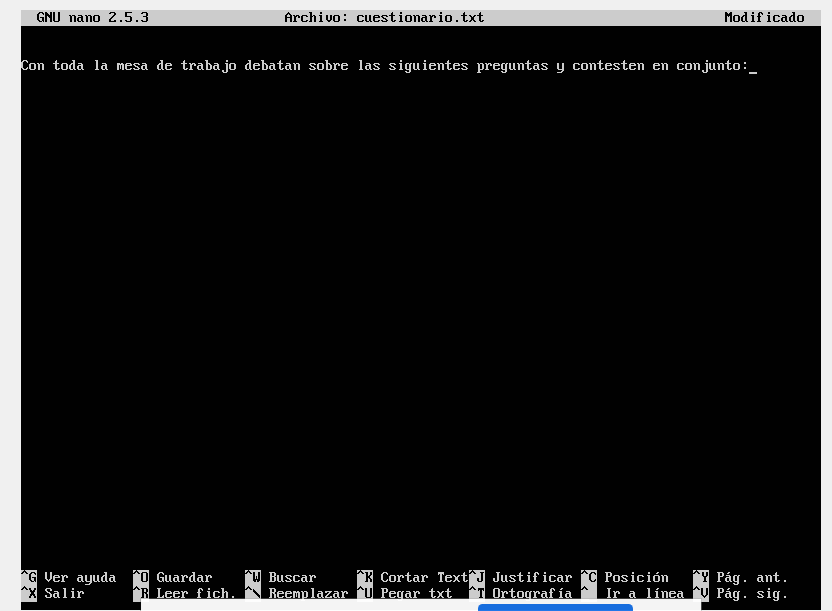 GNU nano 2.5.3 Archivo: cuestionario.txt Modificado
Con toda la mesa de trabajo debatan sobre las siguientes preguntas y contesten en conjunto:_
^G Ver ayuda ^O Guardar ^W Buscar ^K Cortar Text ^J Justificar ^C Posición ^Y Pág. ant.
^X Salir ^R Leer fich. ^\ Reemplazar ^U Pegar txt ^T Ortografía ^ Ir a línea ^V Pág. sig.